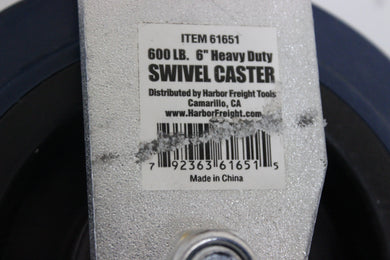 ITEM 61651
600 LB. 6" Heavy Duty
SWIVEL CASTER
Distributed by Harbor Freight Tools
Camarillo, CA
www.HarborFreight.com
7 92363 61651 5
Made in China